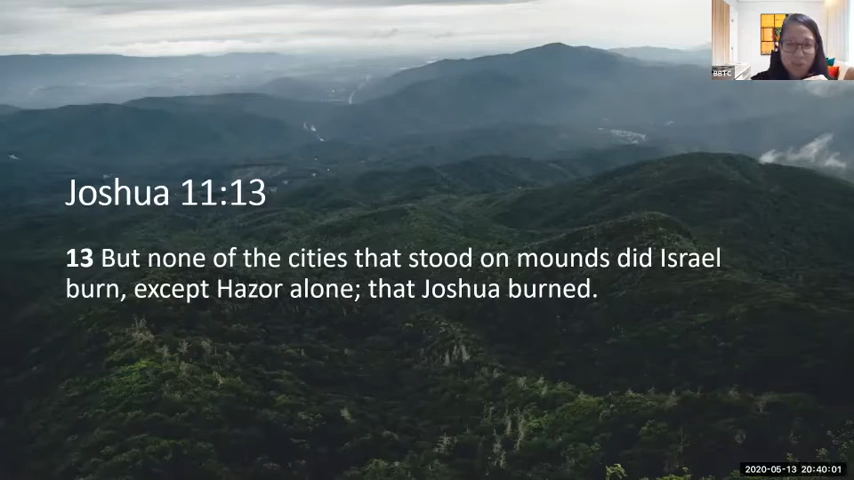 BBTC
Joshua 11:13
13 But none of the cities that stood on mounds did Israel
burn, except Hazor alone; that Joshua burned.
2020-05-13 20:40:01